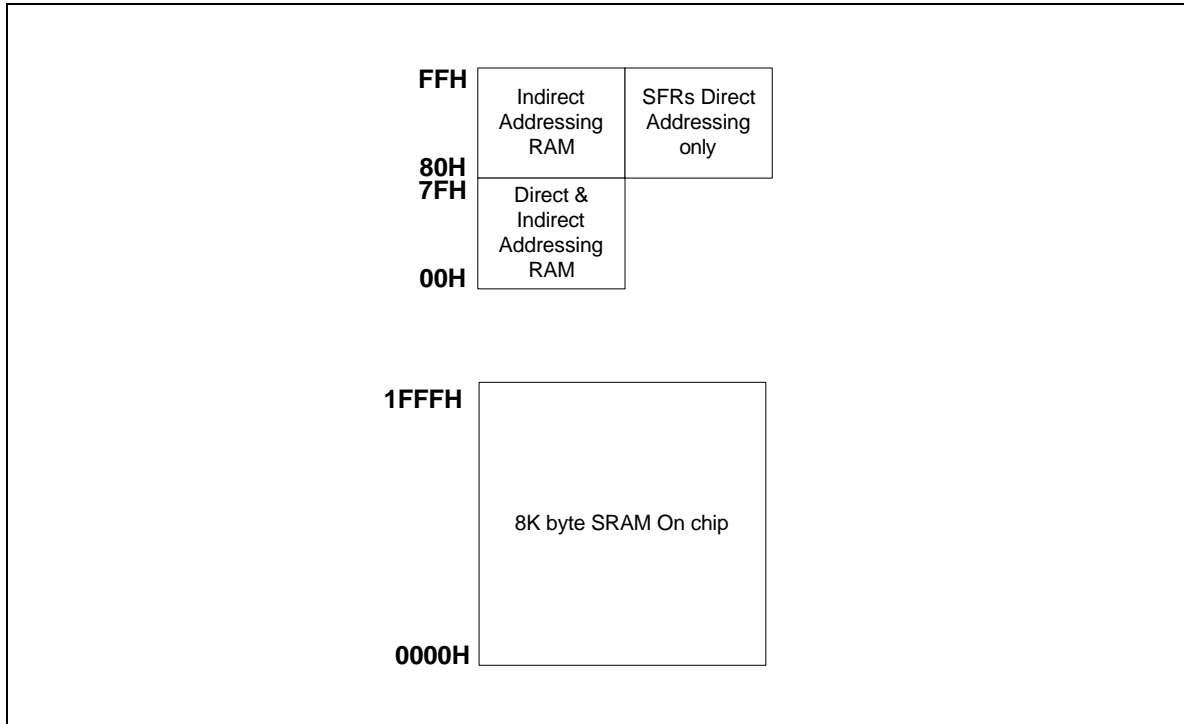 FFH
Indirect
Addressing
RAM
SFRs Direct
Addressing
only
80H
7FH
Direct &
Indirect
Addressing
RAM
00H
1FFFH
8K byte SRAM On chip
0000H